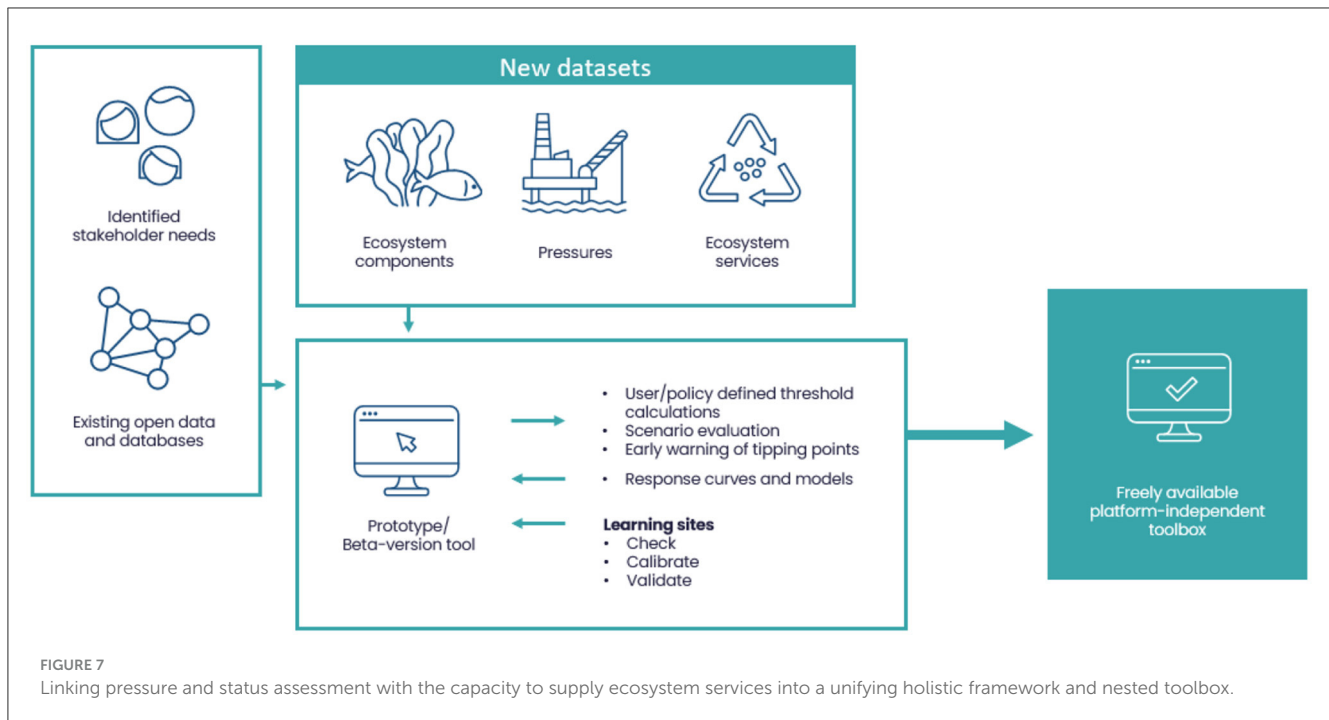 Identified
stakeholder needs
Existing open data
and databases
New datasets
Ecosystem
components
Pressures
Ecosystem
services
Prototype/
Beta-version tool
• User/policy defined threshold
calculations
• Scenario evaluation
• Early warning of tipping points
• Response curves and models
Learning sites
• Check
• Calibrate
• Validate
Freely available
platform-independent
toolbox
FIGURE 7
Linking pressure and status assessment with the capacity to supply ecosystem services into a unifying holistic framework and nested toolbox.